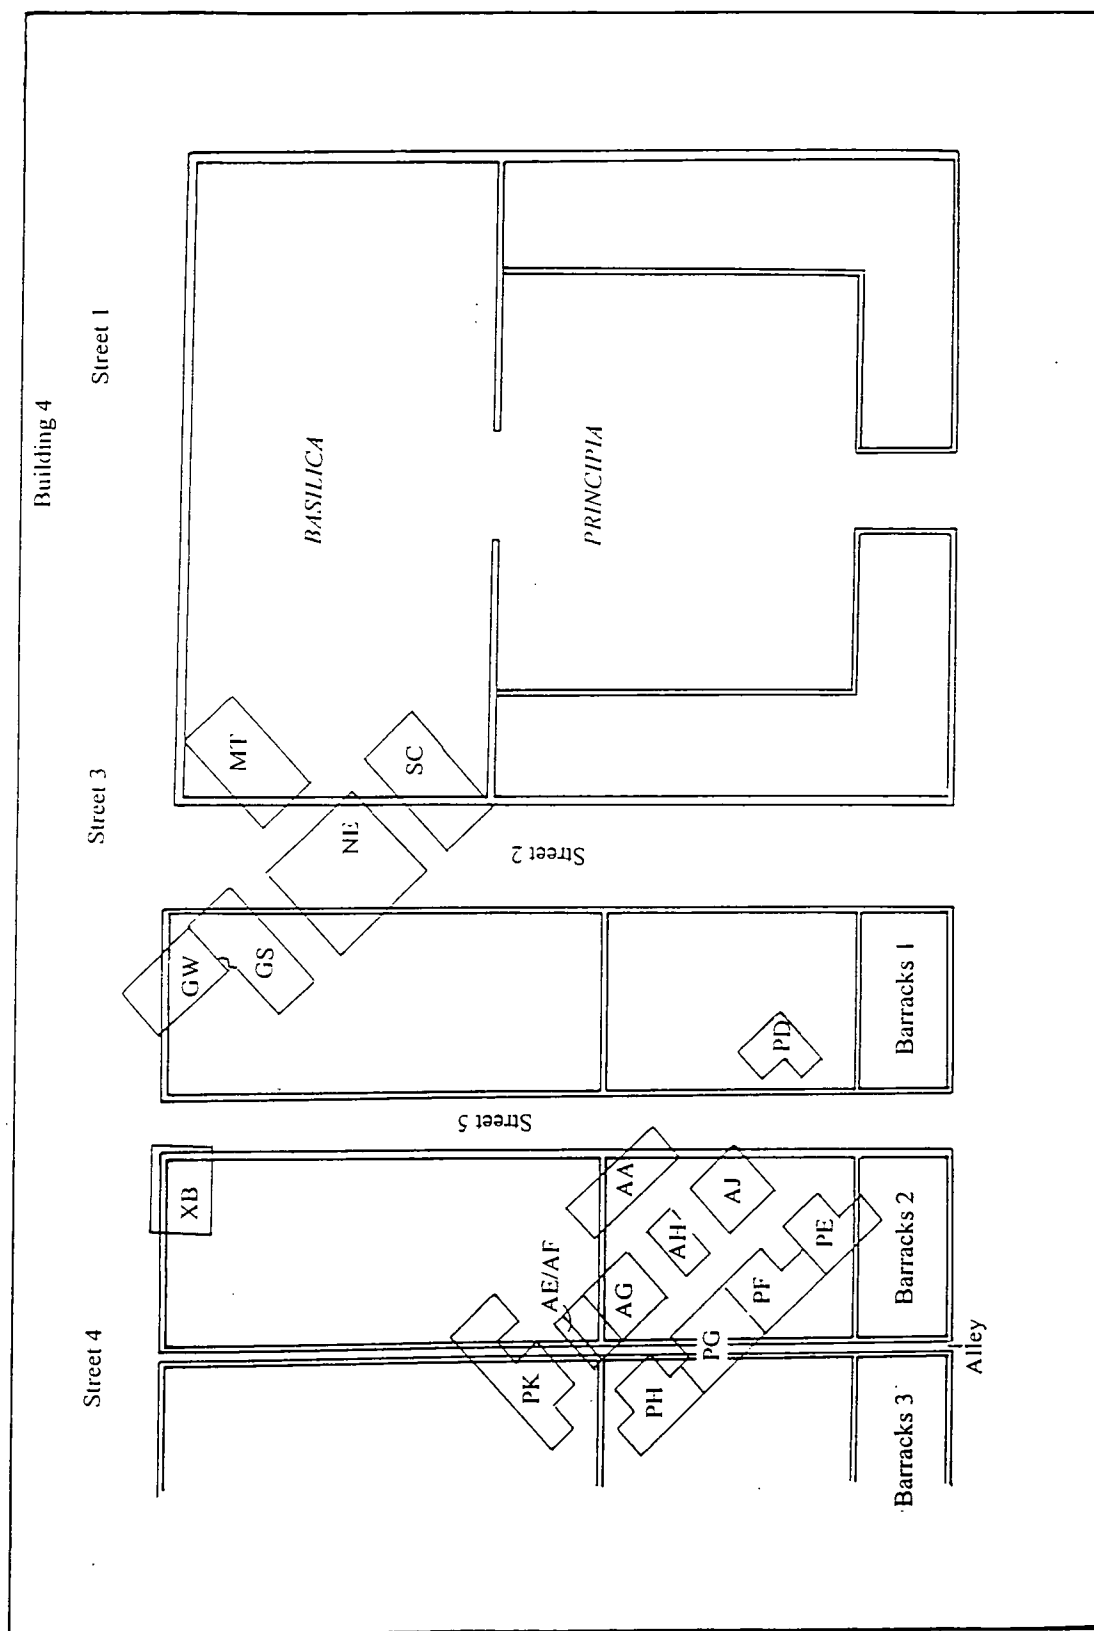 Building 4
Street 4
Street 3
Street 1
XB
GW
MT
GS
BASILICA
NE
SC
Street 5
PK
AE/AF
Street 2
PRINCIPIA
AG
AA
PH
AH
PG
AJ
PF
PD
PE
Barracks 3
Barracks 2
Barracks 1
Alley